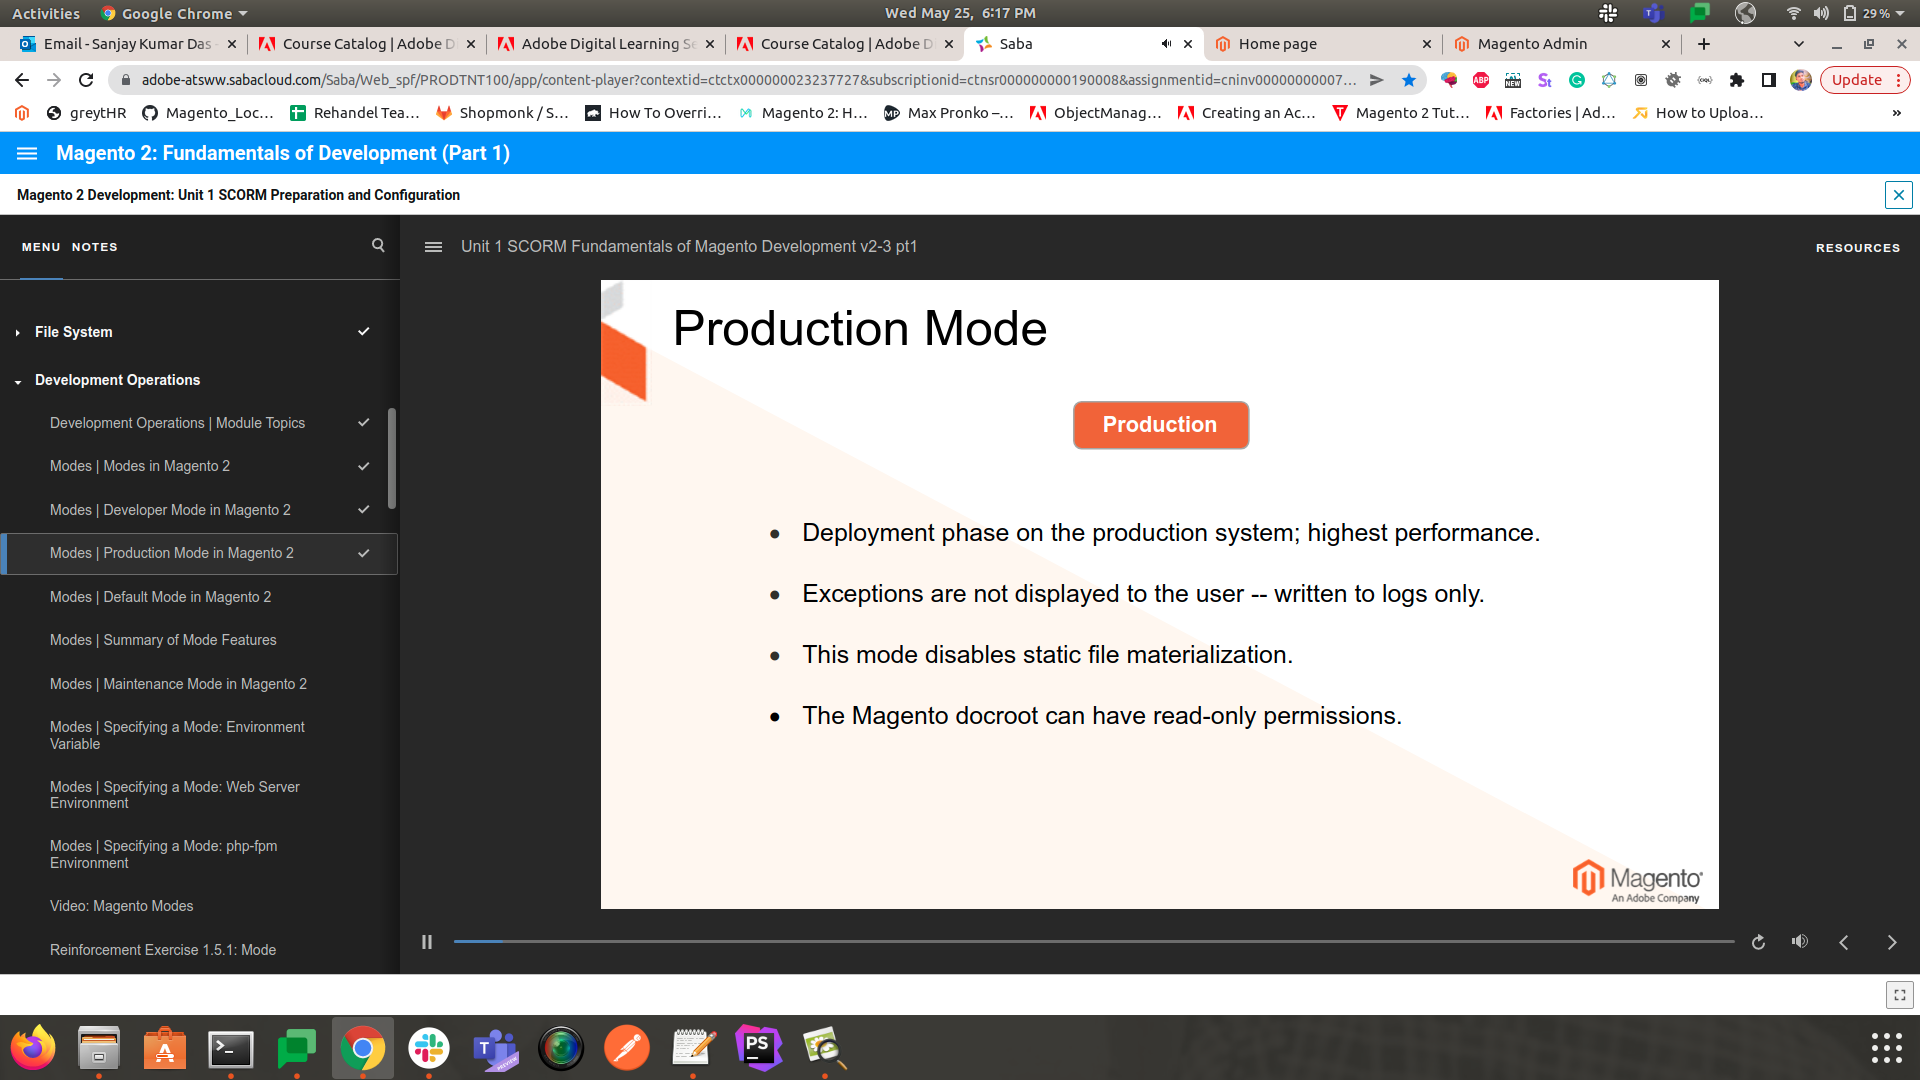 Activities
Google Chrome
Wed May 25, 6:17 PM
29 %
Email - Sanjay Kumar Das
Course Catalog | Adobe D
Adobe Digital Learning Se
Course Catalog | Adobe D
Saba
Home page
Magento Admin
adobe-atsww.sabacloud.com/Saba/Web_spf/PRODTNT100/app/content-player?contextid=ctctx000000023237727&subscriptionid=ctnsr000000000190008&assignmentid=cninv00000000007...
ABP
NEW
Update
greytHR
Magento_Loc...
Rehandel Tea...
Shopmonk / S...
How To Overri...
Magento 2: H...
Max Pronko –...
ObjectManag...
Creating an Ac...
Magento 2 Tut...
Factories | Ad...
How to Uploa...
Magento 2: Fundamentals of Development (Part 1)
Magento 2 Development: Unit 1 SCORM Preparation and Configuration
MENU NOTES
Unit 1 SCORM Fundamentals of Magento Development v2-3 pt1
RESOURCES
File System
Development Operations
Development Operations | Module Topics
Modes | Modes in Magento 2
Modes | Developer Mode in Magento 2
Modes | Production Mode in Magento 2
Modes | Default Mode in Magento 2
Modes | Summary of Mode Features
Modes | Maintenance Mode in Magento 2
Modes | Specifying a Mode: Environment
Variable
Modes | Specifying a Mode: Web Server
Environment
Modes | Specifying a Mode: php-fpm
Environment
Video: Magento Modes
Reinforcement Exercise 1.5.1: Mode
Production Mode
Production
• Deployment phase on the production system; highest performance.
• Exceptions are not displayed to the user -- written to logs only.
• This mode disables static file materialization.
• The Magento docroot can have read-only permissions.
Magento
An Adobe Company
PS